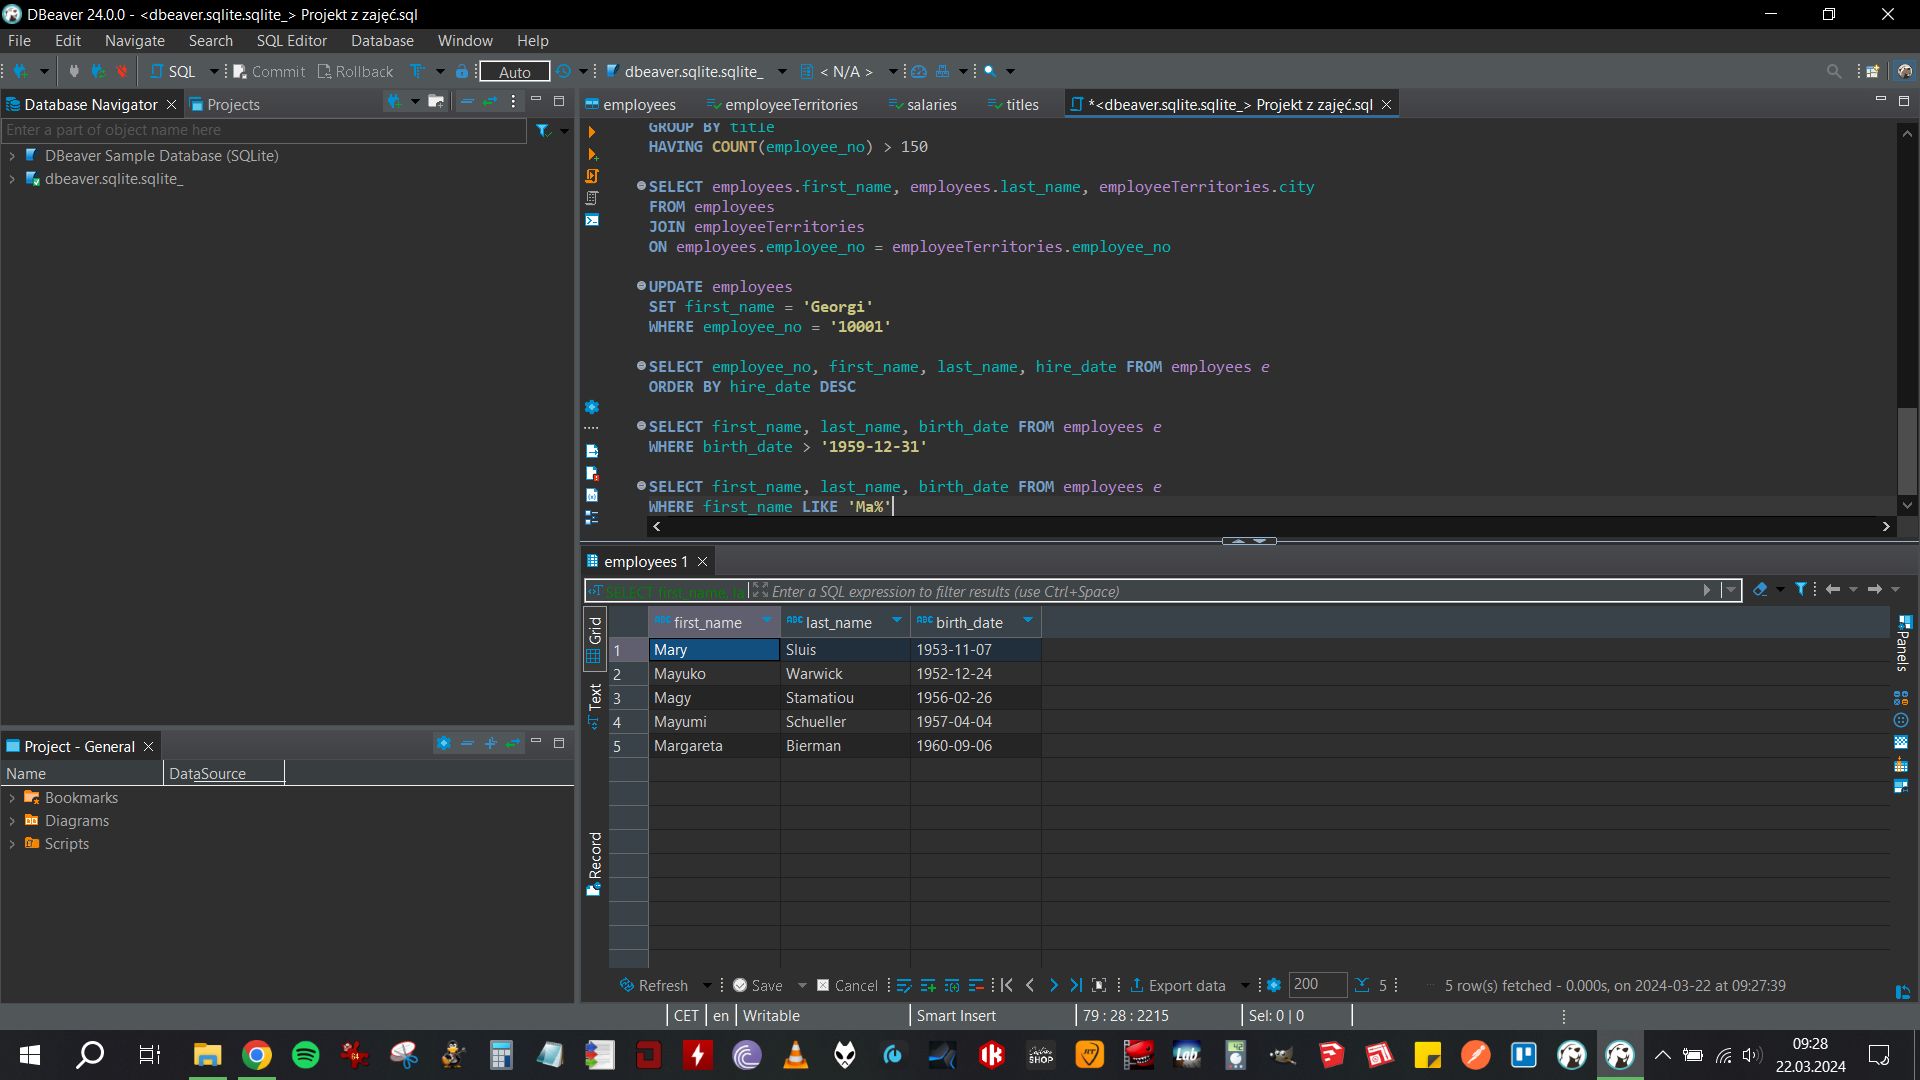 DBeaver 24.0.0 - <dbeaver.sqlite.sqlite_> Projekt z zajęć.sql
File Edit Navigate Search SQL Editor Database Window Help
SQL Commit Rollback Auto dbeaver.sqlite.sqlite_ < N/A >
Database Navigator Projects
Enter a part of object name here
DBeaver Sample Database (SQLite)
dbeaver.sqlite.sqlite_
employees employeeTerritories salaries titles *<dbeaver.sqlite.sqlite_> Projekt z zajęć.sql
GROUP BY title
HAVING COUNT(employee_no) > 150
SELECT employees.first_name, employees.last_name, employeeTerritories.city
FROM employees
JOIN employeeTerritories
ON employees.employee_no = employeeTerritories.employee_no
UPDATE employees
SET first_name = 'Georgi'
WHERE employee_no = '10001'
SELECT employee_no, first_name, last_name, hire_date FROM employees e
ORDER BY hire_date DESC
SELECT first_name, last_name, birth_date FROM employees e
WHERE birth_date > '1959-12-31'
SELECT first_name, last_name, birth_date FROM employees e
WHERE first_name LIKE 'Ma%'
employees 1
SELECT first_name, la Enter a SQL expression to filter results (use Ctrl+Space)
Grid
Text
Record
Panels
first_name last_name birth_date
1 Mary Sluis 1953-11-07
2 Mayuko Warwick 1952-12-24
3 Magy Stamatiou 1956-02-26
4 Mayumi Schueller 1957-04-04
5 Margareta Bierman 1960-09-06
Project - General
Name DataSource
Bookmarks
Diagrams
Scripts
Refresh Save Cancel Export data 200 5 5 row(s) fetched - 0.000s, on 2024-03-22 at 09:27:39
CET en Writable Smart Insert 79 : 28 : 2215 Sel: 0 | 0
09:28
22.03.2024